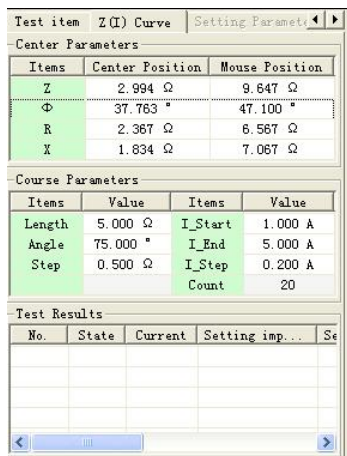 Test item Z(I) Curve Setting Paramete
Center Parameters
Items Center Position Mouse Position
Z 2.994 Ω 9.647 Ω
Φ 37.763 ° 47.100 °
R 2.367 Ω 6.567 Ω
X 1.834 Ω 7.067 Ω
Course Parameters
Items Value Items Value
Length 5.000 Ω I_Start 1.000 A
Angle 75.000 ° I_End 5.000 A
Step 0.500 Ω I_Step 0.200 A
Count 20
Test Results
No. State Current Setting imp... Se